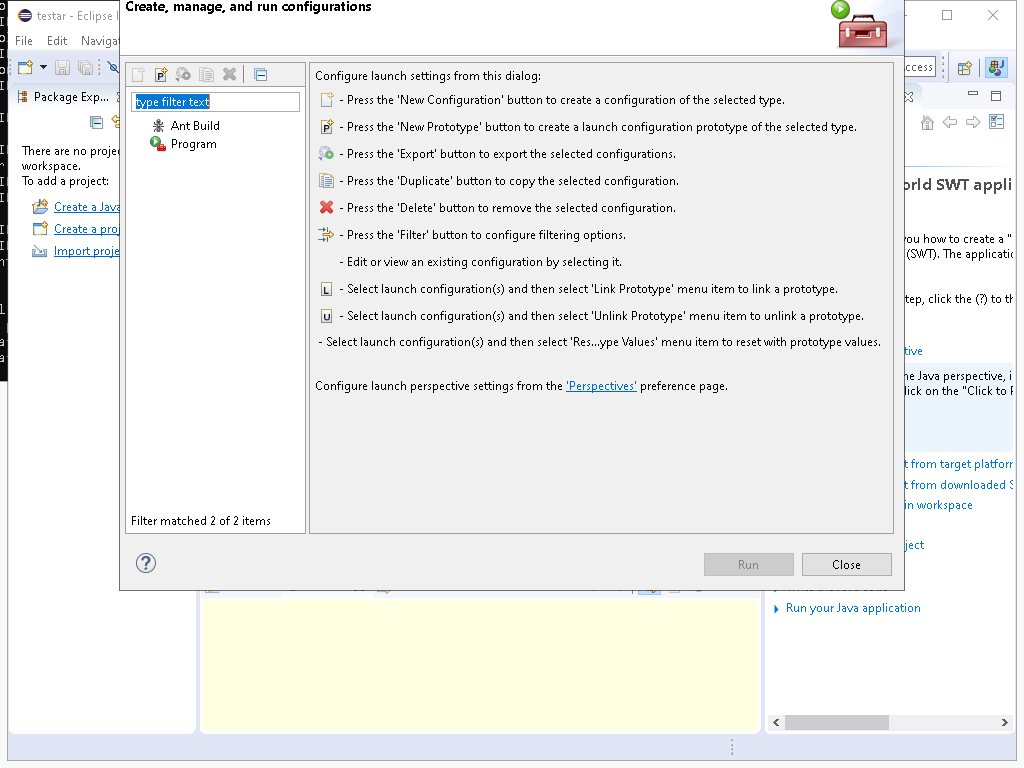 Create, manage, and run configurations
testar - Eclipse I
File Edit Naviga
ccess
Package Exp...
type filter text
Ant Build
Program
Filter matched 2 of 2 items
Configure launch settings from this dialog:
- Press the 'New Configuration' button to create a configuration of the selected type.
P - Press the 'New Prototype' button to create a launch configuration prototype of the selected type.
- Press the 'Export' button to export the selected configurations.
- Press the 'Duplicate' button to copy the selected configuration.
- Press the 'Delete' button to remove the selected configuration.
- Press the 'Filter' button to configure filtering options.
- Edit or view an existing configuration by selecting it.
L - Select launch configuration(s) and then select 'Link Prototype' menu item to link a prototype.
U - Select launch configuration(s) and then select 'Unlink Prototype' menu item to unlink a prototype.
- Select launch configuration(s) and then select 'Res...ype Values' menu item to reset with prototype values.
Configure launch perspective settings from the 'Perspectives' preference page.
?
Run
Close
There are no proje
workspace.
To add a project:
Create a Java
Create a proj
Import proje
orld SWT appli
you how to create a "
(SWT). The applicatio
tep, click the (?) to th
tive
he Java perspective, i
lick on the "Click to P
t from target platform
t from downloaded S
in workspace
ject
Run your Java application